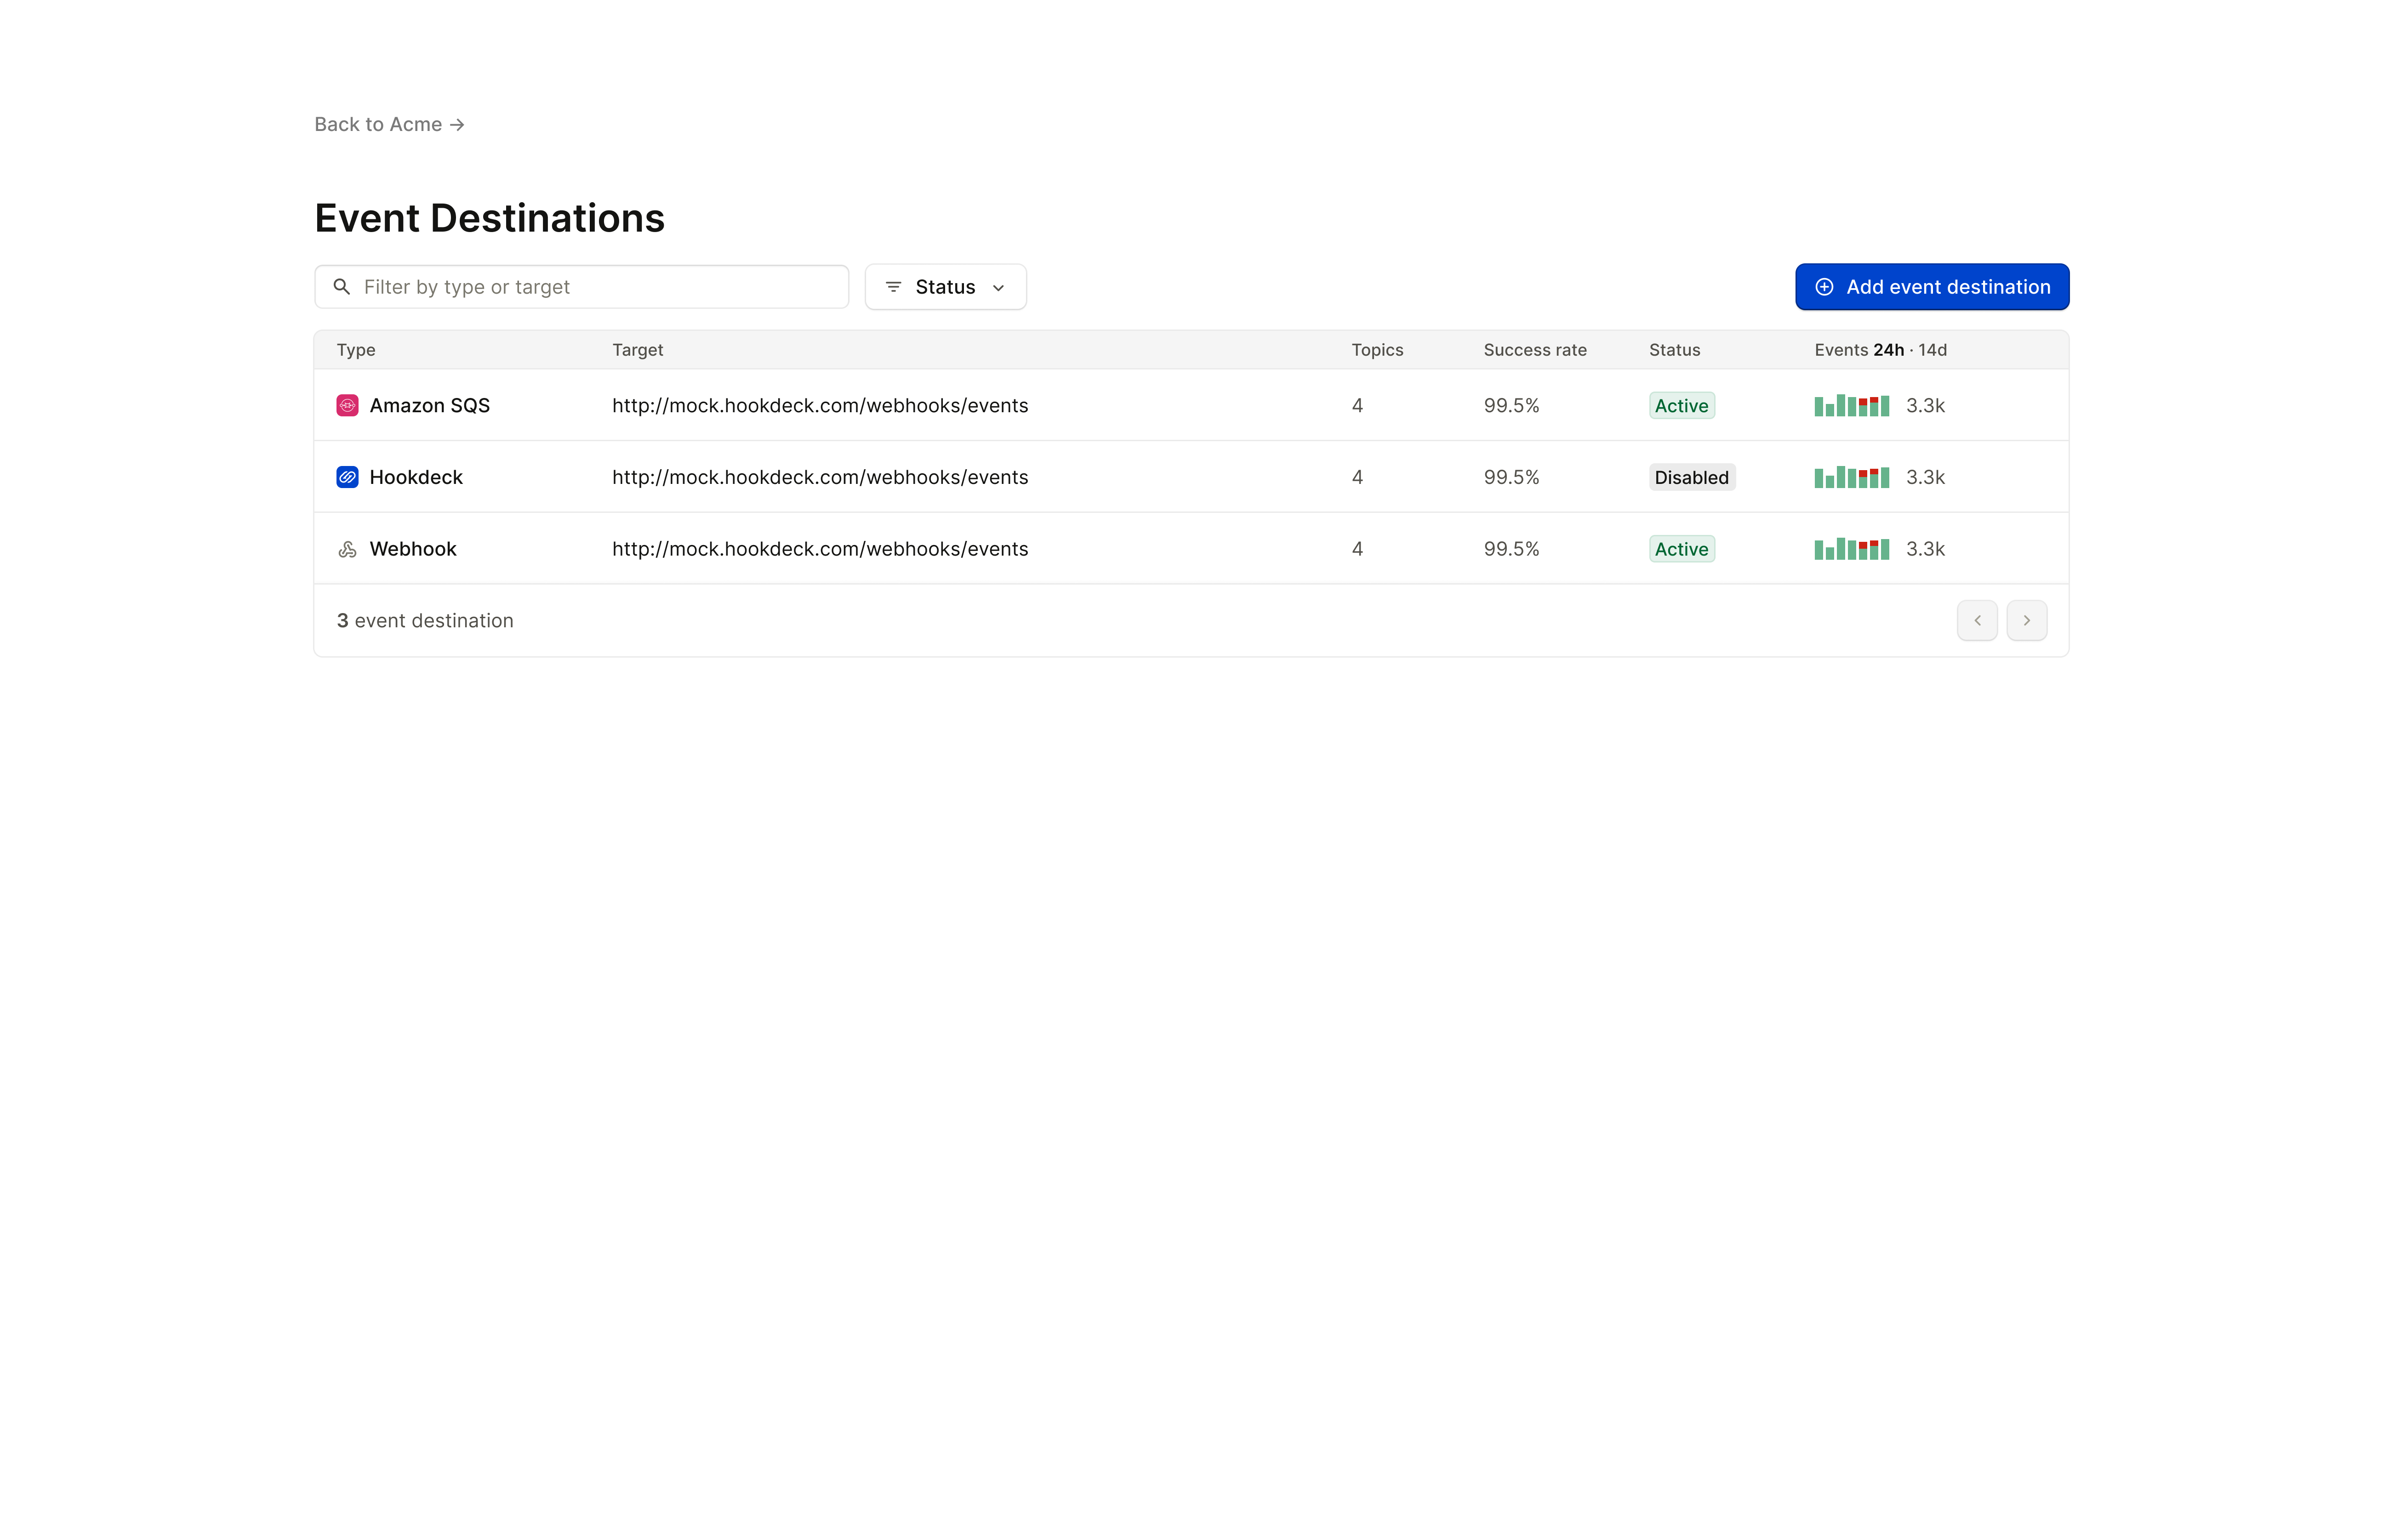 Back to Acme →
Event Destinations
Filter by type or target
Status
Add event destination
Type Target Topics Success rate Status Events 24h · 14d
Amazon SQS http://mock.hookdeck.com/webhooks/events 4 99.5% Active 3.3k
Hookdeck http://mock.hookdeck.com/webhooks/events 4 99.5% Disabled 3.3k
Webhook http://mock.hookdeck.com/webhooks/events 4 99.5% Active 3.3k
3 event destination